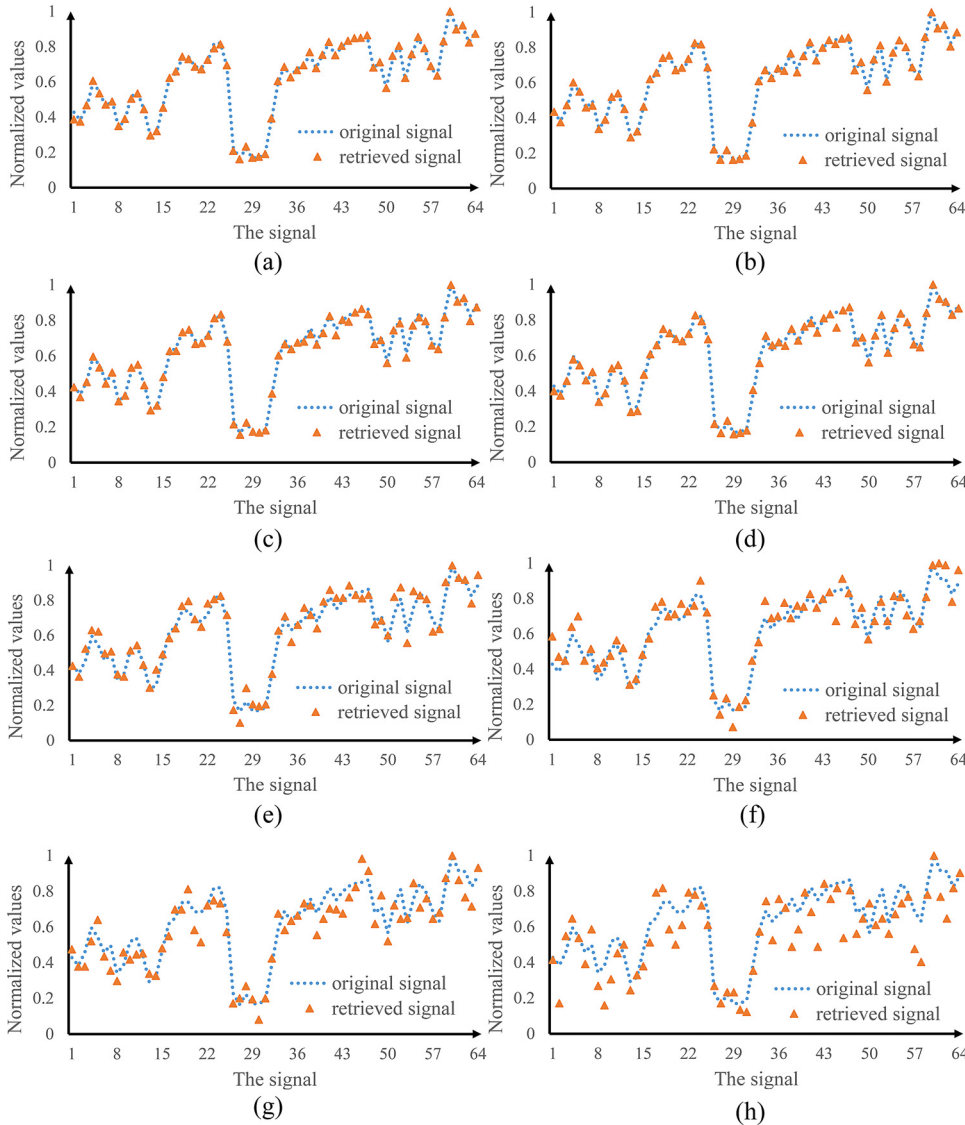 Normalized values
1
0.8
0.6
0.4
0.2
0
original signal
retrieved signal
1 8 15 22 29 36 43 50 57 64
The signal
(a)
Normalized values
1
0.8
0.6
0.4
0.2
0
original signal
retrieved signal
1 8 15 22 29 36 43 50 57 64
The signal
(b)
Normalized values
1
0.8
0.6
0.4
0.2
0
original signal
retrieved signal
1 8 15 22 29 36 43 50 57 64
The signal
(c)
Normalized values
1
0.8
0.6
0.4
0.2
0
original signal
retrieved signal
1 8 15 22 29 36 43 50 57 64
The signal
(d)
Normalized values
1
0.8
0.6
0.4
0.2
0
original signal
retrieved signal
1 8 15 22 29 36 43 50 57 64
The signal
(e)
Normalized values
1
0.8
0.6
0.4
0.2
0
original signal
retrieved signal
1 8 15 22 29 36 43 50 57 64
The signal
(f)
Normalized values
1
0.8
0.6
0.4
0.2
0
original signal
retrieved signal
1 8 15 22 29 36 43 50 57 64
The signal
(g)
Normalized values
1
0.8
0.6
0.4
0.2
0
original signal
retrieved signal
1 8 15 22 29 36 43 50 57 64
The signal
(h)